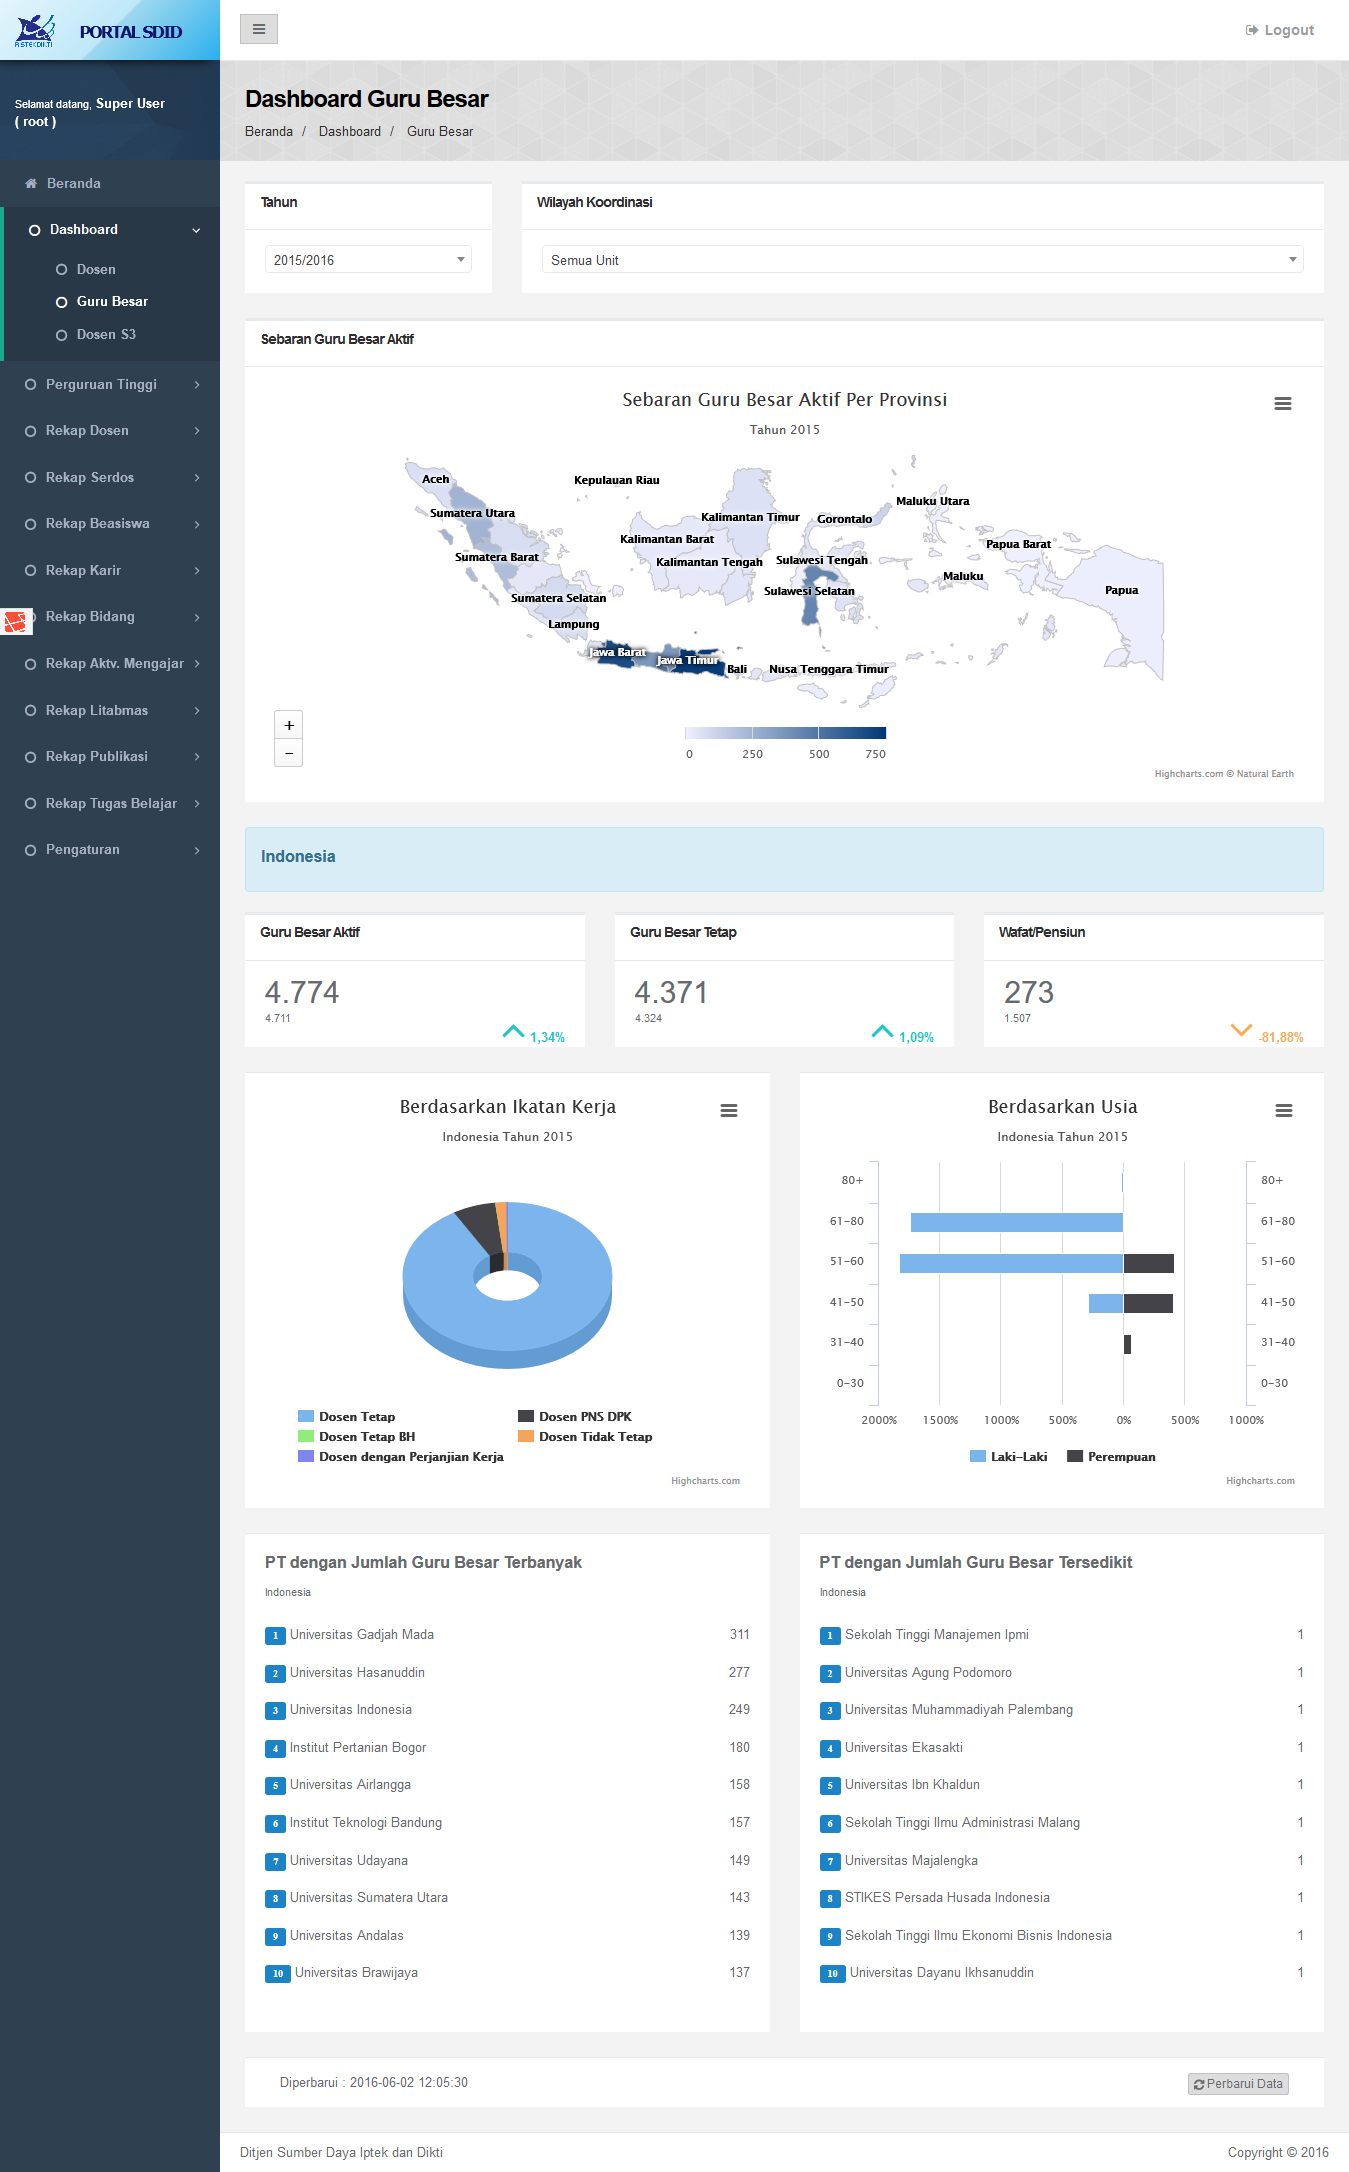 RISTEKDIKTI
PORTAL SDID
Logout
Selamat datang, Super User
( root )
Dashboard Guru Besar
Beranda / Dashboard / Guru Besar
Beranda
Dashboard
Dosen
Guru Besar
Dosen S3
Perguruan Tinggi
Rekap Dosen
Rekap Serdos
Rekap Beasiswa
Rekap Karir
Rekap Bidang
Rekap Aktv. Mengajar
Rekap Litabmas
Rekap Publikasi
Rekap Tugas Belajar
Pengaturan
Tahun
2015/2016
Wilayah Koordinasi
Semua Unit
Sebaran Guru Besar Aktif
Sebaran Guru Besar Aktif Per Provinsi
Tahun 2015
Aceh
Kepulauan Riau
Maluku Utara
Sumatera Utara
Kalimantan Timur
Gorontalo
Kalimantan Barat
Papua Barat
Sumatera Barat
Kalimantan Tengah
Sulawesi Tengah
Maluku
Sumatera Selatan
Sulawesi Selatan
Papua
Lampung
Jawa Barat
Jawa Timur
Bali
Nusa Tenggara Timur
+
−
0 250 500 750
Highcharts.com © Natural Earth
Indonesia
Guru Besar Aktif
4.774
4.711
1,34%
Guru Besar Tetap
4.371
4.324
1,09%
Wafat/Pensiun
273
1.507
-81,88%
Berdasarkan Ikatan Kerja
Indonesia Tahun 2015
Dosen Tetap
Dosen PNS DPK
Dosen Tetap BH
Dosen Tidak Tetap
Dosen dengan Perjanjian Kerja
Highcharts.com
Berdasarkan Usia
Indonesia Tahun 2015
80+ 80+
61-80 61-80
51-60 51-60
41-50 41-50
31-40 31-40
0-30 0-30
2000% 1500% 1000% 500% 0% 500% 1000%
Laki-Laki Perempuan
Highcharts.com
PT dengan Jumlah Guru Besar Terbanyak
Indonesia
1 Universitas Gadjah Mada 311
2 Universitas Hasanuddin 277
3 Universitas Indonesia 249
4 Institut Pertanian Bogor 180
5 Universitas Airlangga 158
6 Institut Teknologi Bandung 157
7 Universitas Udayana 149
8 Universitas Sumatera Utara 143
9 Universitas Andalas 139
10 Universitas Brawijaya 137
PT dengan Jumlah Guru Besar Tersedikit
Indonesia
1 Sekolah Tinggi Manajemen Ipmi 1
2 Universitas Agung Podomoro 1
3 Universitas Muhammadiyah Palembang 1
4 Universitas Ekasakti 1
5 Universitas Ibn Khaldun 1
6 Sekolah Tinggi Ilmu Administrasi Malang 1
7 Universitas Majalengka 1
8 STIKES Persada Husada Indonesia 1
9 Sekolah Tinggi Ilmu Ekonomi Bisnis Indonesia 1
10 Universitas Dayanu Ikhsanuddin 1
Diperbarui : 2016-06-02 12:05:30
Perbarui Data
Ditjen Sumber Daya Iptek dan Dikti
Copyright © 2016